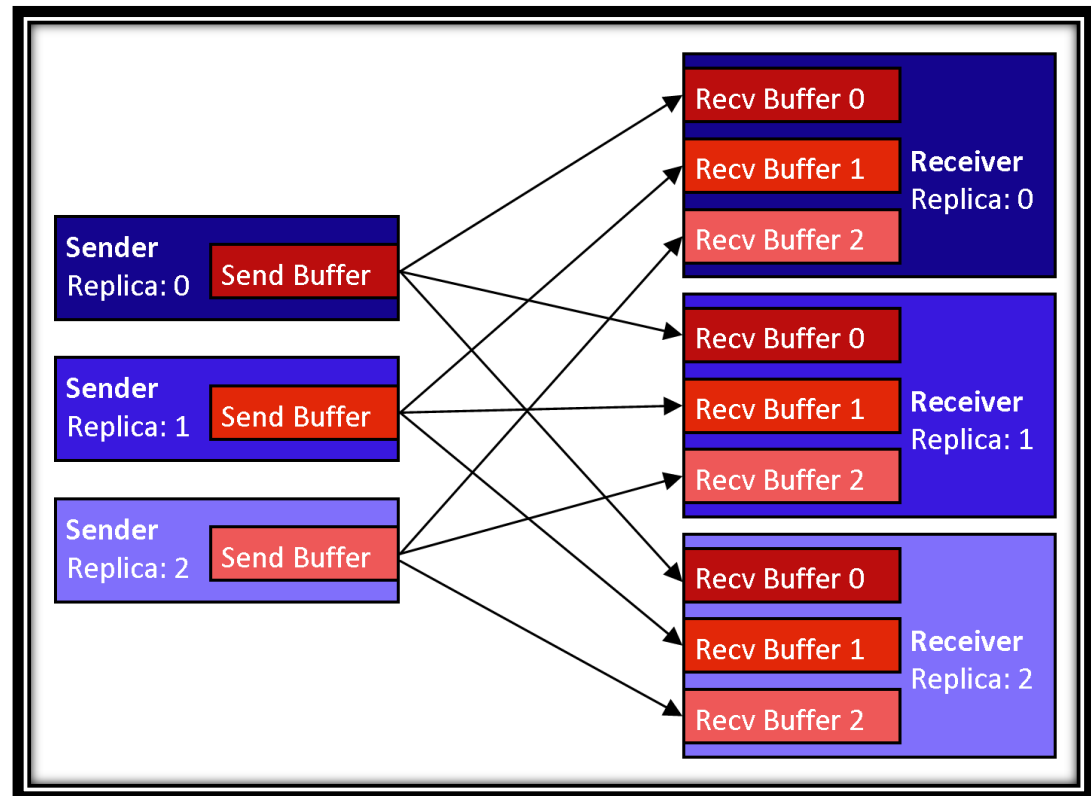 Sender
Replica: 0
Send Buffer
Sender
Replica: 1
Send Buffer
Sender
Replica: 2
Send Buffer
Recv Buffer 0
Recv Buffer 1
Recv Buffer 2
Receiver
Replica: 0
Recv Buffer 0
Recv Buffer 1
Recv Buffer 2
Receiver
Replica: 1
Recv Buffer 0
Recv Buffer 1
Recv Buffer 2
Receiver
Replica: 2